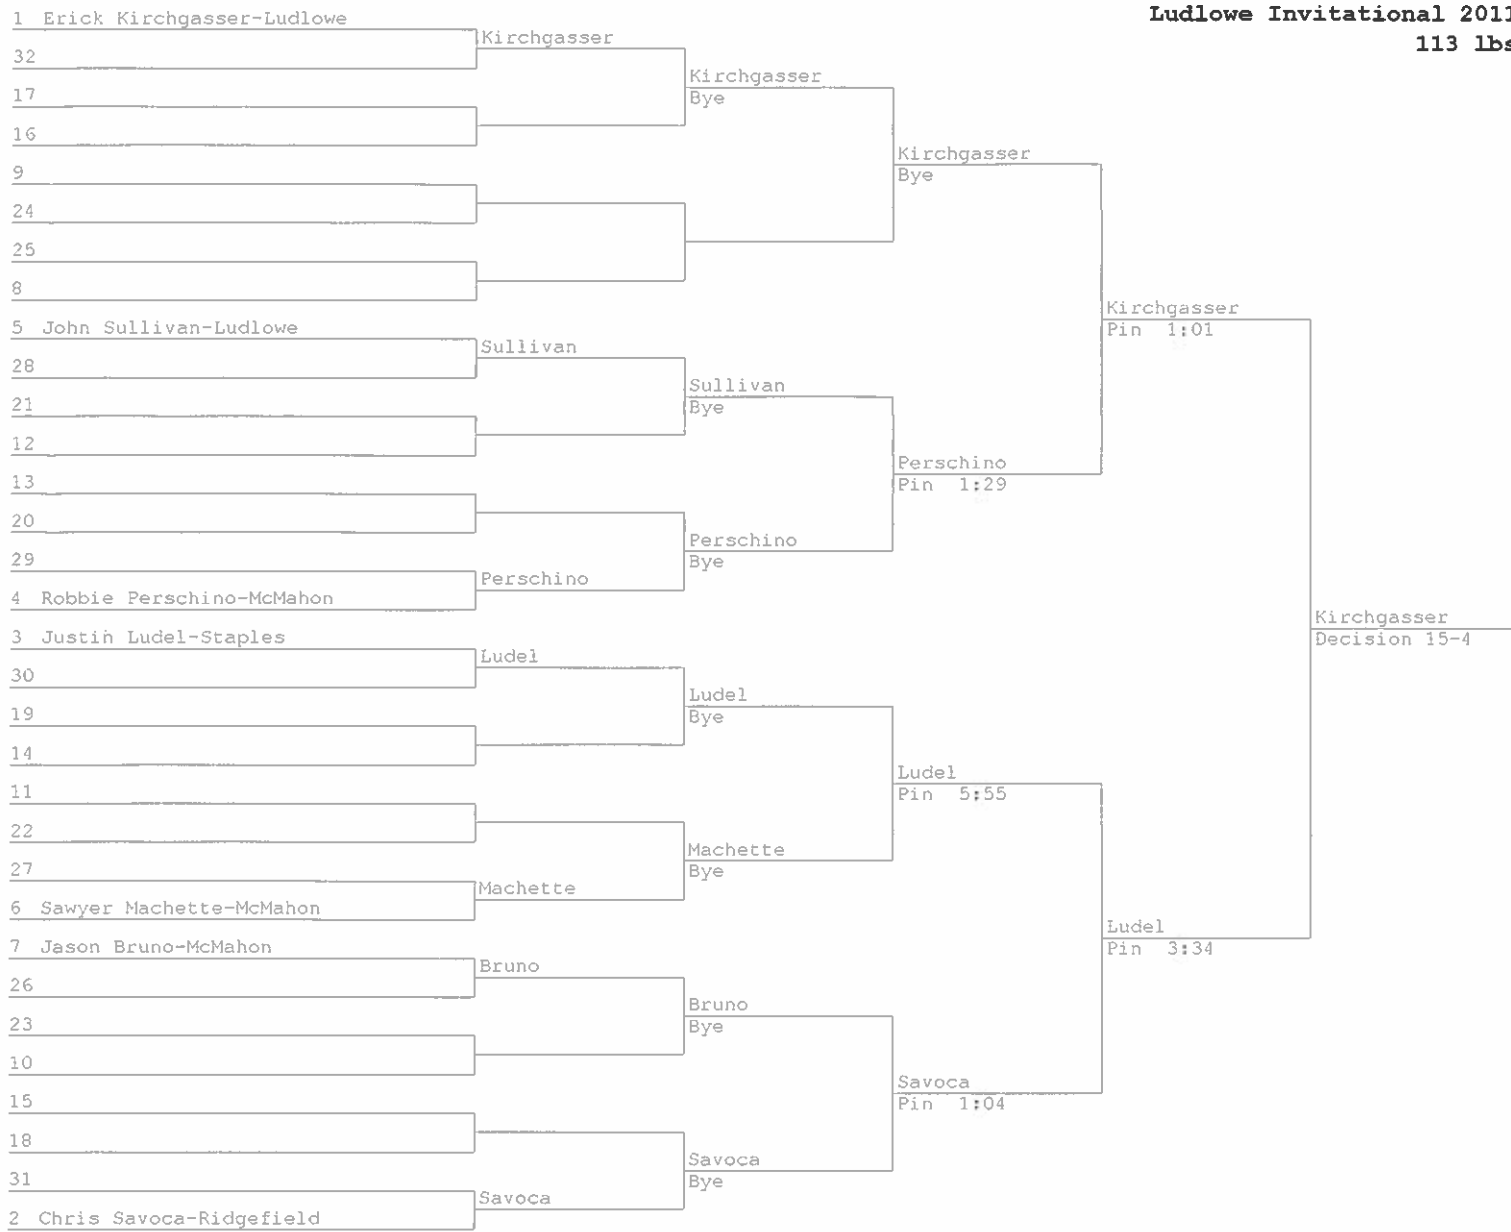 Ludlowe Invitational 2011
113 lbs
1 Erick Kirchgasser-Ludlowe
32
17
16
9
24
25
8
5 John Sullivan-Ludlowe
28
21
12
13
20
29
4 Robbie Perschino-McMahon
3 Justin Ludel-Staples
30
19
14
11
22
27
6 Sawyer Machette-McMahon
7 Jason Bruno-McMahon
26
23
10
15
18
31
2 Chris Savoca-Ridgefield
Kirchgasser
Sullivan
Perschino
Ludel
Machette
Bruno
Savoca
Kirchgasser
Bye
Sullivan
Bye
Perschino
Bye
Ludel
Bye
Machette
Bye
Bruno
Bye
Savoca
Bye
Kirchgasser
Bye
Perschino
Pin 1:29
Ludel
Pin 5:55
Savoca
Pin 1:04
Kirchgasser
Pin 1:01
Ludel
Pin 3:34
Kirchgasser
Decision 15-4